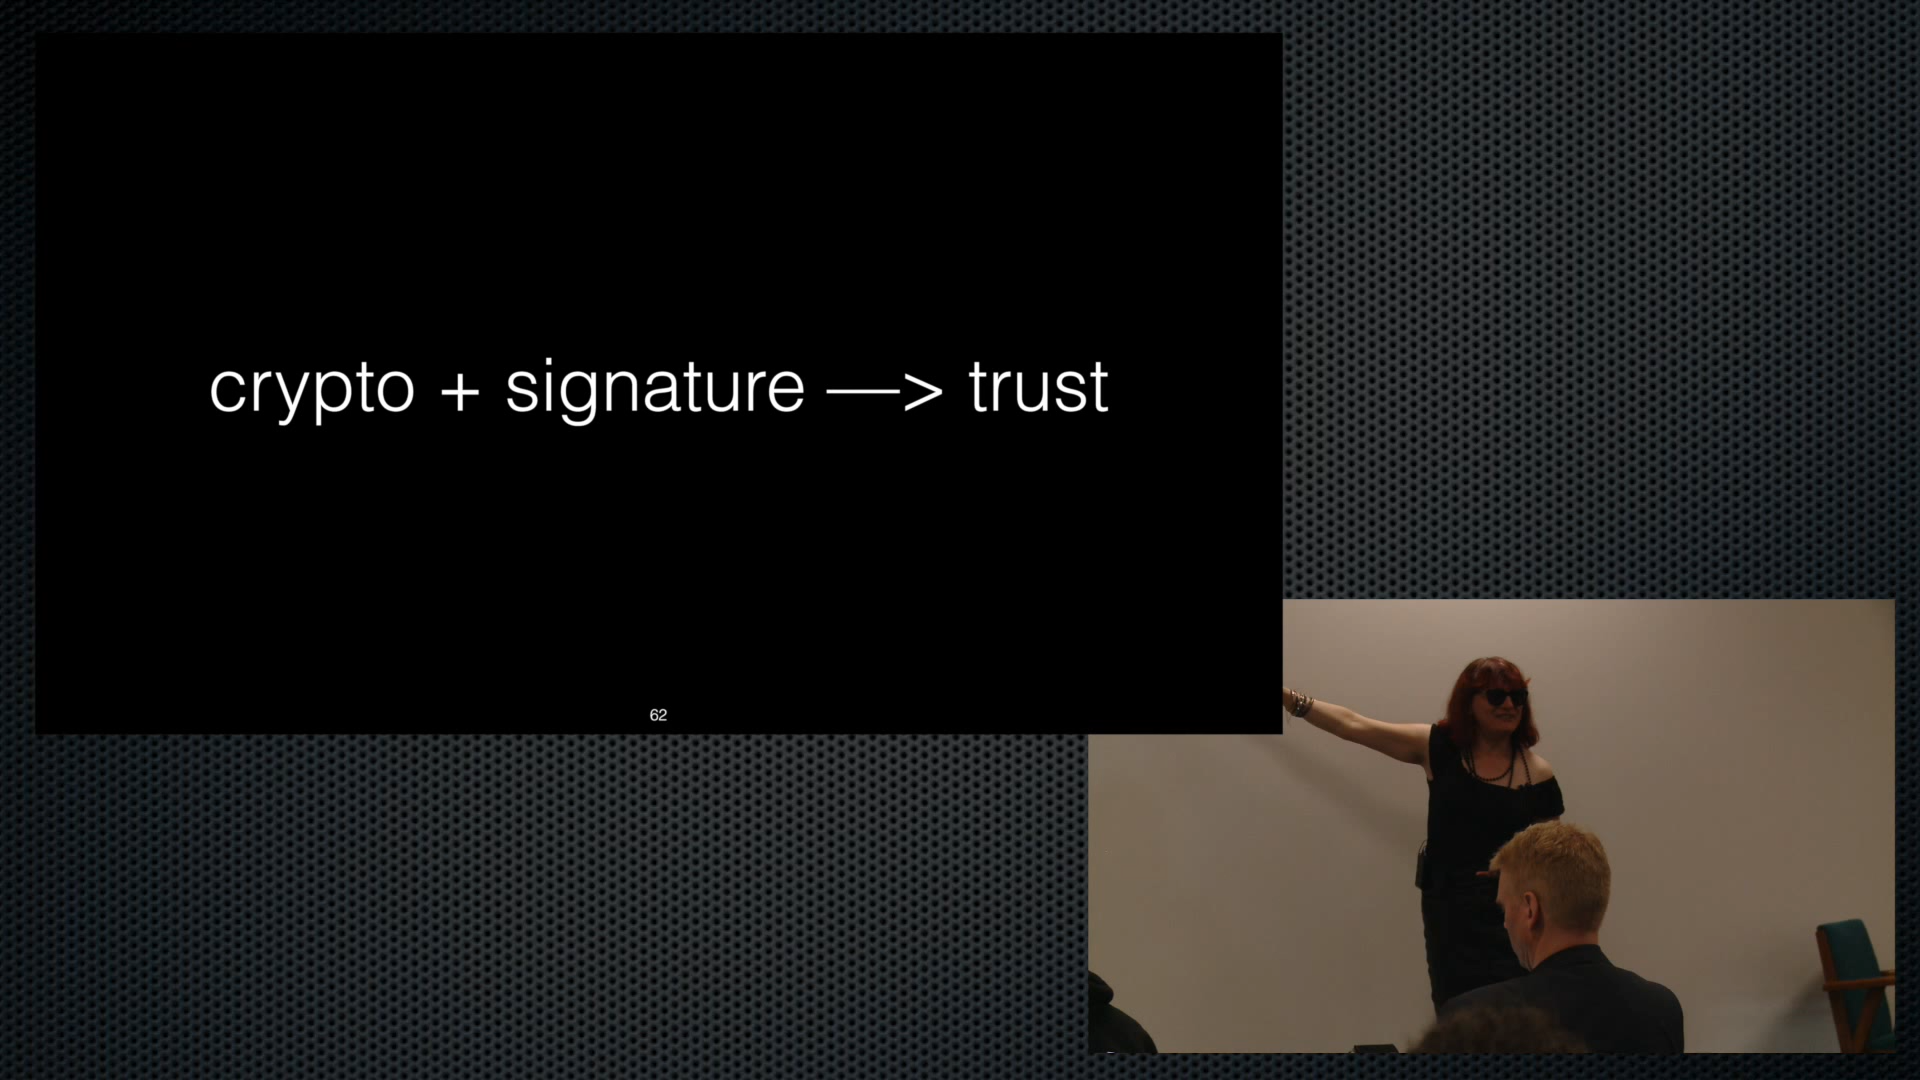 crypto + signature —> trust
62